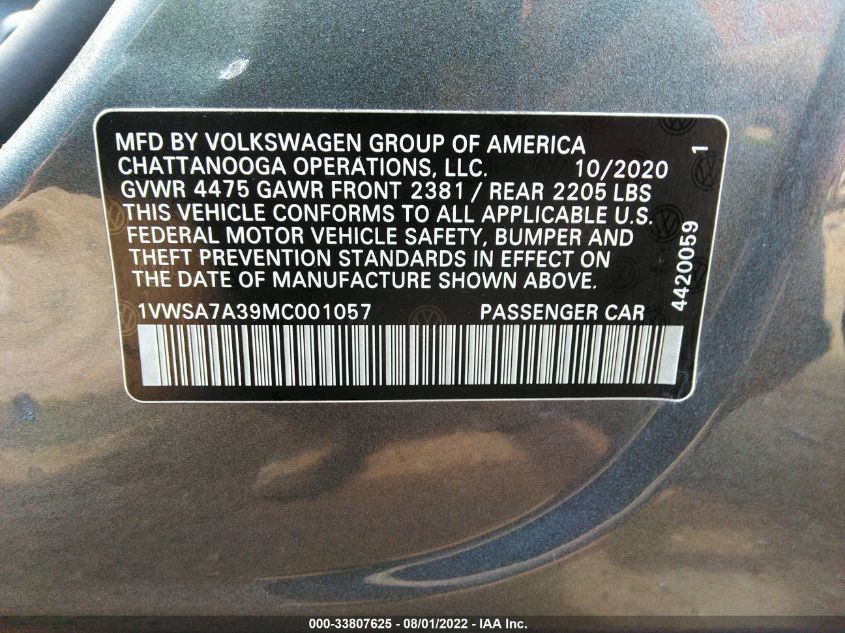 MFD BY VOLKSWAGEN GROUP OF AMERICA
CHATTANOOGA OPERATIONS, LLC. 10/2020
GVWR 4475 GAWR FRONT 2381 / REAR 2205 LBS
THIS VEHICLE CONFORMS TO ALL APPLICABLE U.S.
FEDERAL MOTOR VEHICLE SAFETY, BUMPER AND
THEFT PREVENTION STANDARDS IN EFFECT ON
THE DATE OF MANUFACTURE SHOWN ABOVE.
1VWSA7A39MC001057 PASSENGER CAR
4420059 1
000-33807625 - 08/01/2022 - IAA Inc.